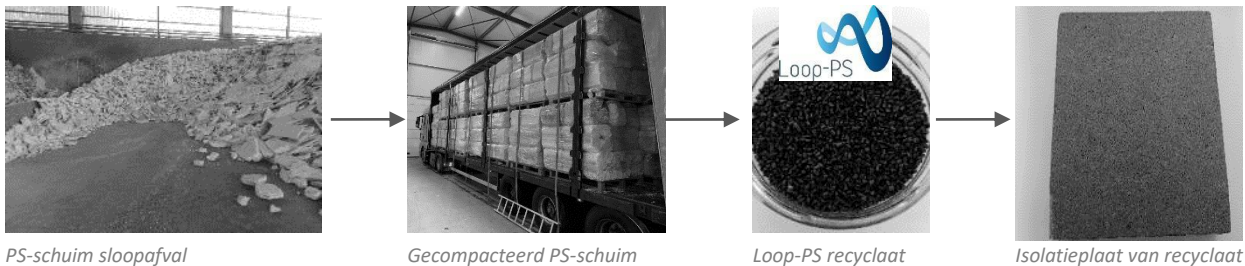 Loop-PS
PS-schuim sloopafval
Gecompacteerd PS-schuim
Loop-PS recyclaat
Isolatieplaat van recyclaat